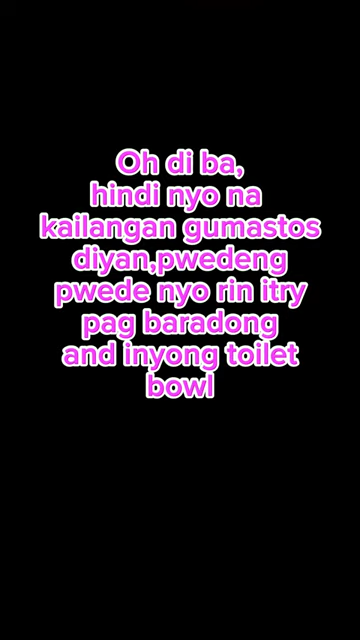 Oh di ba,
hindi nyo na
kailangan gumastos
diyan,pwedeng
pwede nyo rin itry
pag baradong
and inyong toilet
bowl